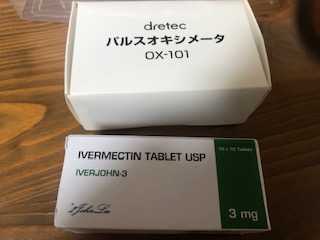 dretec
パルスオキシメータ
OX-101
IVERMECTIN TABLET USP
IVERJOHN-3
3 mg